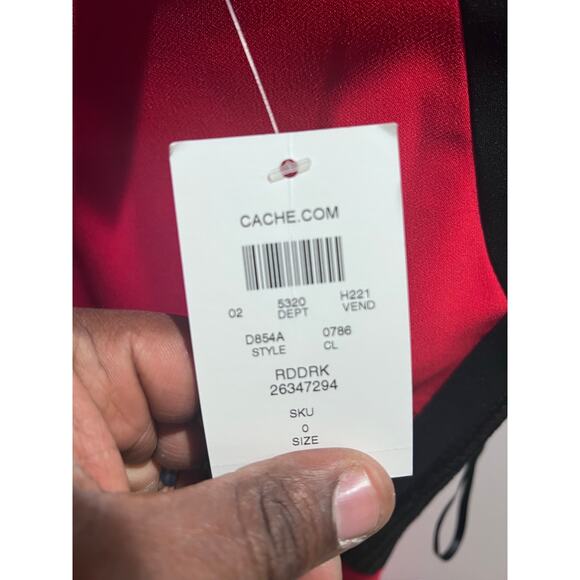 CACHE.COM
02 5320 H221
DEPT VEND
D854A 0786
STYLE CL
RDDRK
26347294
SKU
0
SIZE